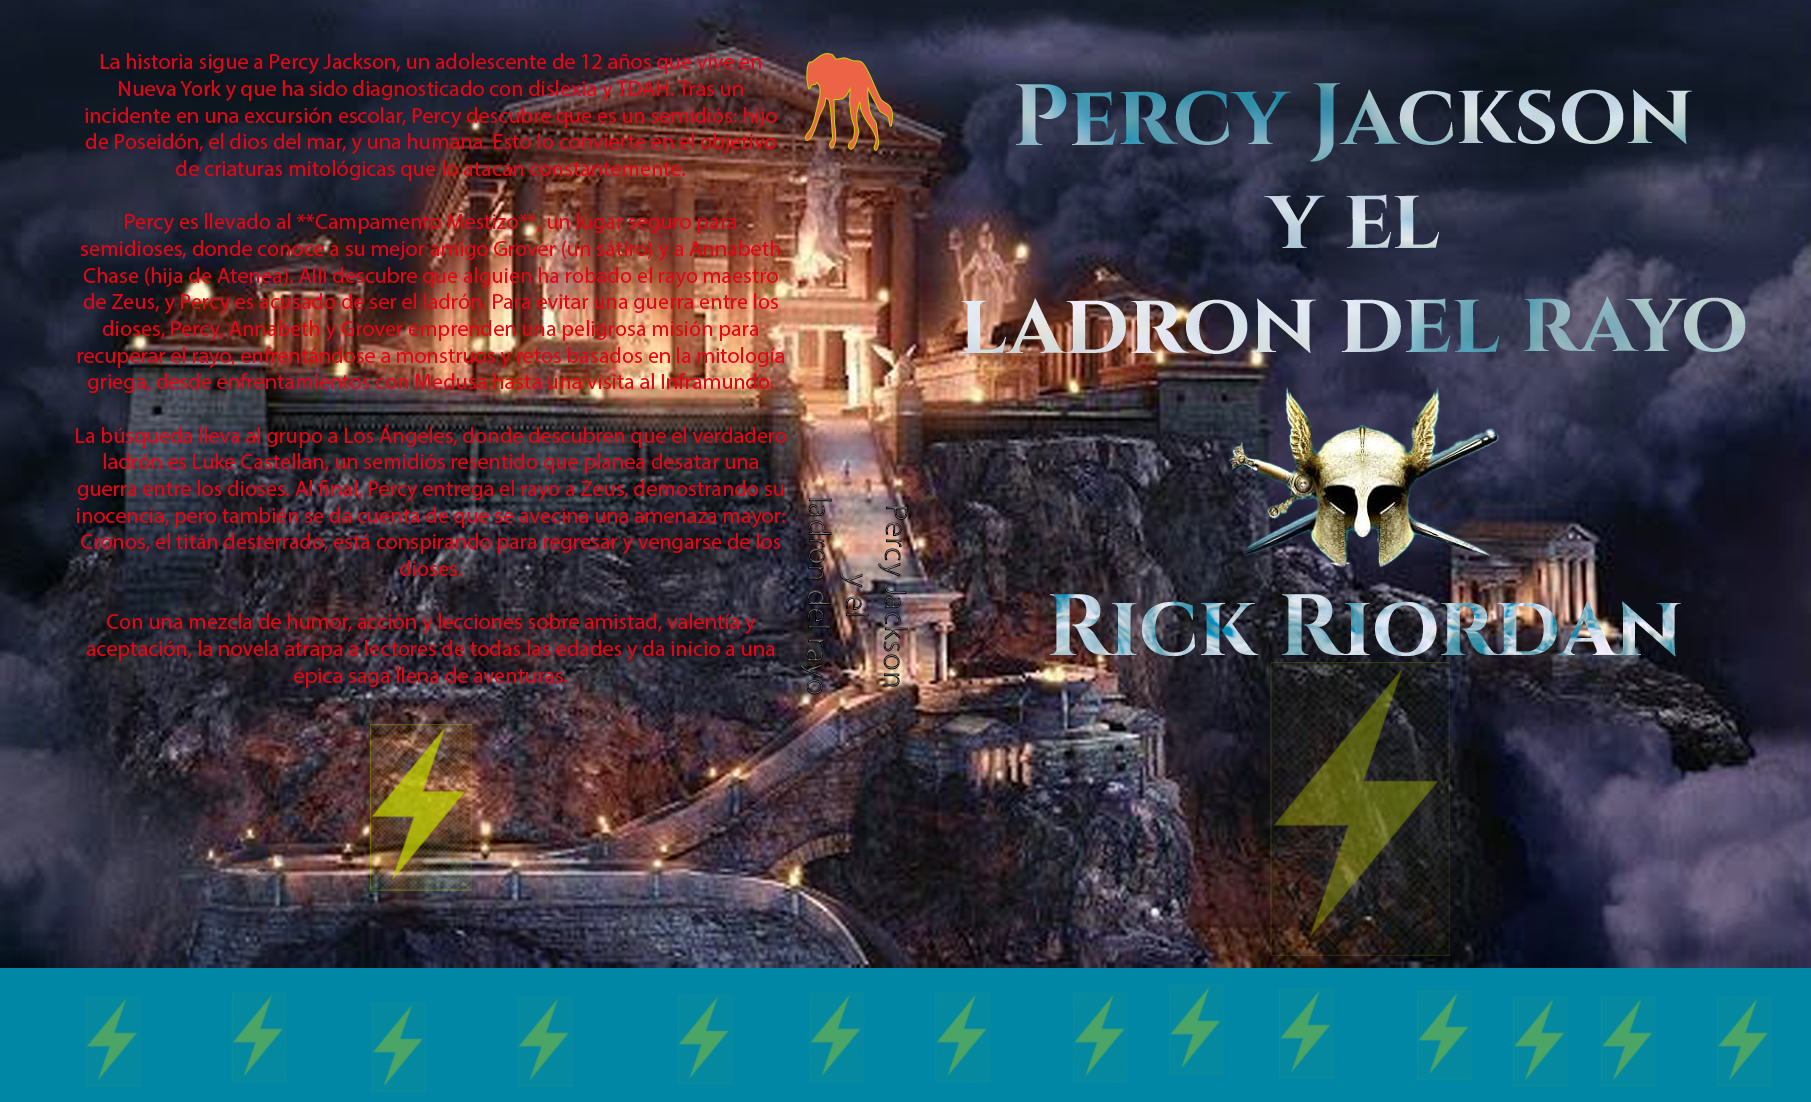 La historia sigue a Percy Jackson, un adolescente de 12 años que vive en
Nueva York y que ha sido diagnosticado con dislexia y TDAH. Tras un
incidente en una excursión escolar, Percy descubre que es un semidiós: hijo
de Poseidón, el dios del mar, y una humana. Esto lo convierte en el objetivo
de criaturas mitológicas que lo atacan constantemente.
Percy es llevado al **Campamento Mestizo**, un lugar seguro para
semidioses, donde conoce a su mejor amigo Grover (un sátiro) y a Annabeth
Chase (hija de Atenea). Allí descubre que alguien ha robado el rayo maestro
de Zeus, y Percy es acusado de ser el ladrón. Para evitar una guerra entre los
dioses, Percy, Annabeth y Grover emprenden una peligrosa misión para
recuperar el rayo, enfrentándose a monstruos y retos basados en la mitología
griega, desde enfrentamientos con Medusa hasta una visita al Inframundo.
La búsqueda lleva al grupo a Los Ángeles, donde descubren que el verdadero
ladrón es Luke Castellan, un semidiós resentido que planea desatar una
guerra entre los dioses. Al final, Percy entrega el rayo a Zeus, demostrando su
inocencia, pero también se da cuenta de que se avecina una amenaza mayor:
Cronos, el titán desterrado, está conspirando para regresar y vengarse de los
dioses.
Con una mezcla de humor, acción y lecciones sobre amistad, valentía y
aceptación, la novela atrapa a lectores de todas las edades y da inicio a una
épica saga llena de aventuras.
Percy Jackson
y el
ladron del rayo
Percy Jackson
y el
ladron del rayo
Rick Riordan